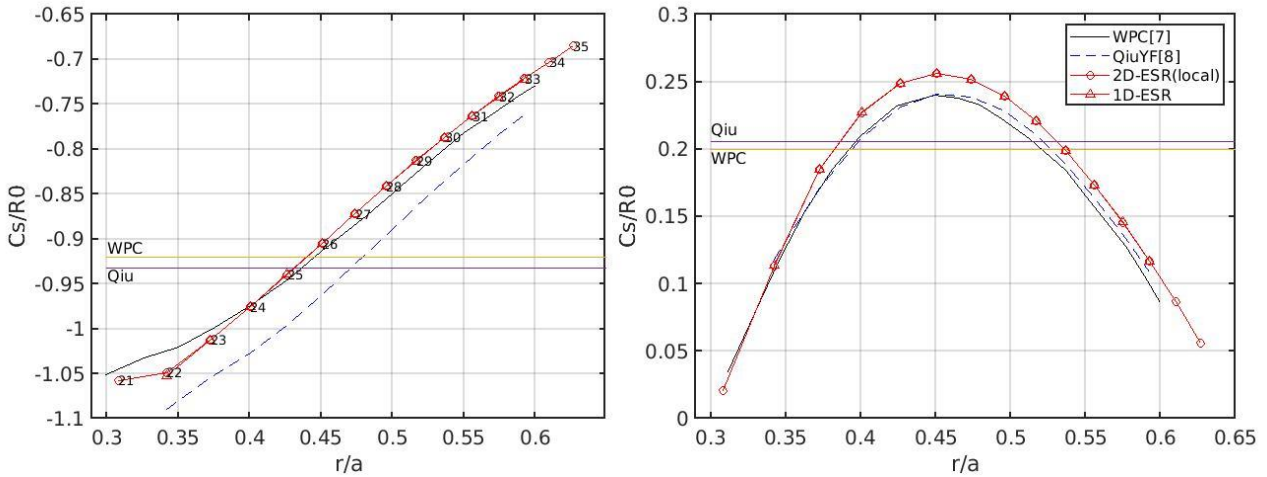 -0.65
-0.7
-0.75
-0.8
-0.85
-0.9
-0.95
-1
-1.05
-1.1
Cs/R0
0.3 0.35 0.4 0.45 0.5 0.55 0.6
r/a
WPC
Qiu
21
22
23
24
25
26
27
28
29
30
31
32
33
34
35
0.3
0.25
0.2
0.15
0.1
0.05
0
Cs/R0
0.3 0.35 0.4 0.45 0.5 0.55 0.6 0.65
r/a
Qiu
WPC
WPC[7]
QiuYF[8]
2D-ESR(local)
1D-ESR